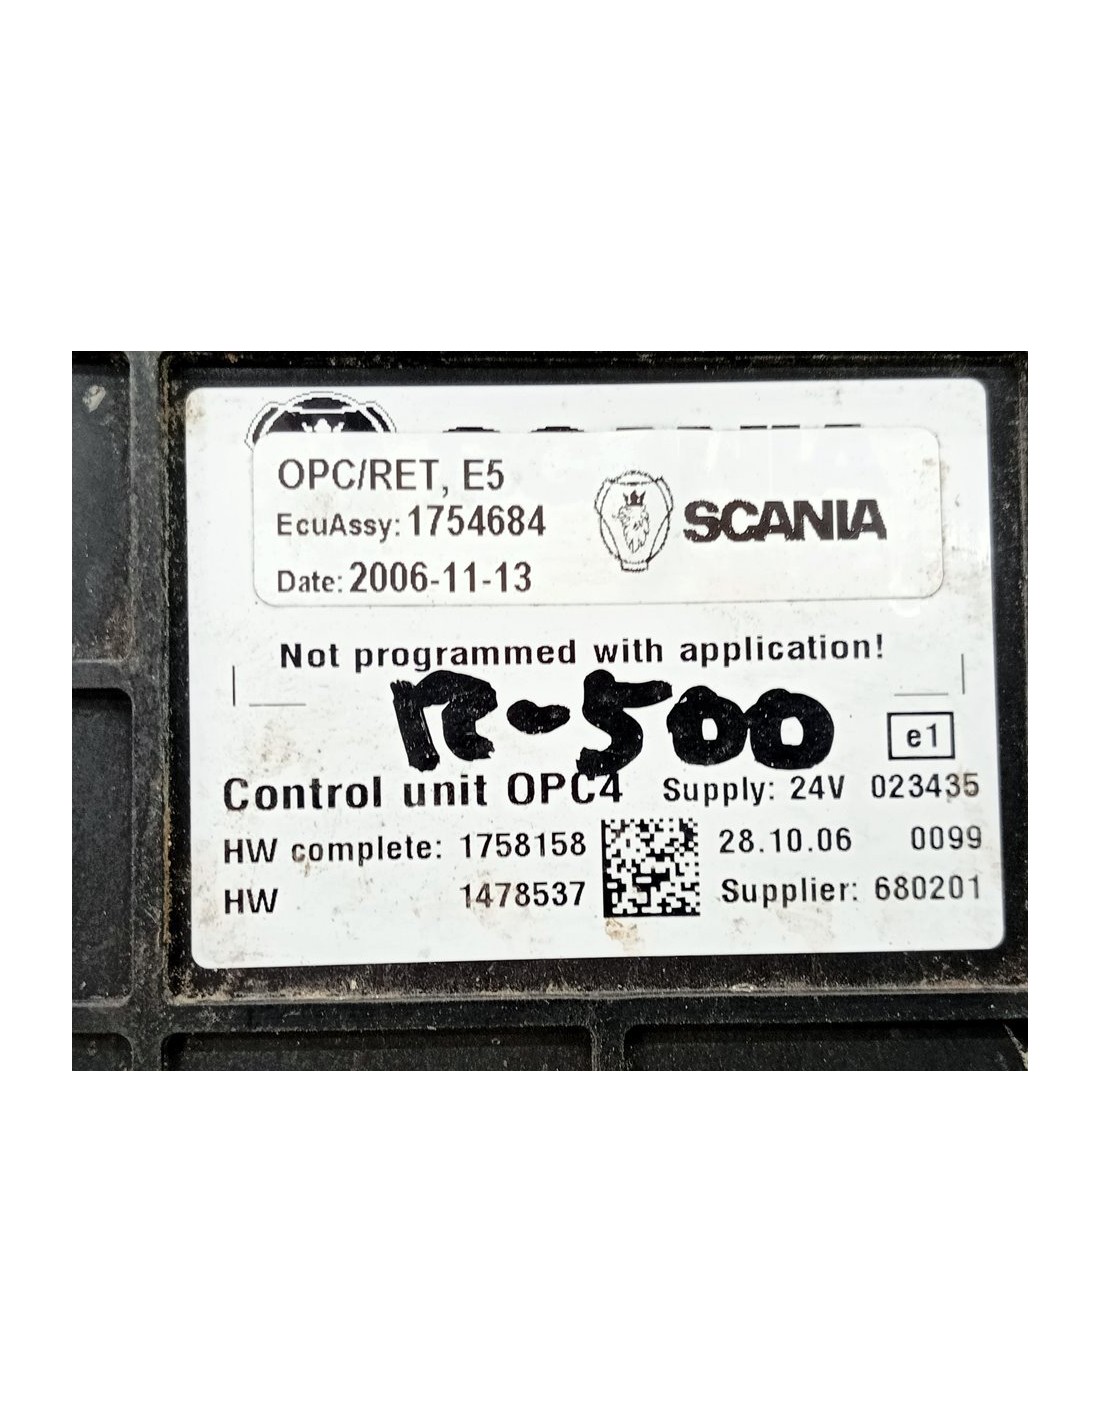 OPC/RET, E5
EcuAssy: 1754684
SCANIA
Date: 2006-11-13
Not programmed with application!
R-500
e1
Control unit OPC4 Supply: 24V 023435
HW complete: 1758158 28.10.06 0099
HW 1478537 Supplier: 680201